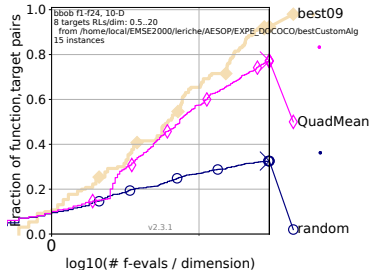 bbob f1-f24, 10-D
8 targets RLs/dim: 0.5..20
from /home/local/EMSE2000/leriche/AESOP/EXPE_DOCOCO/bestCustomAlg
15 instances
best09
QuadMean
random
Fraction of function,target pairs
1.0
0.8
0.6
0.4
0.2
0.0
v2.3.1
0
log10(# f-evals / dimension)